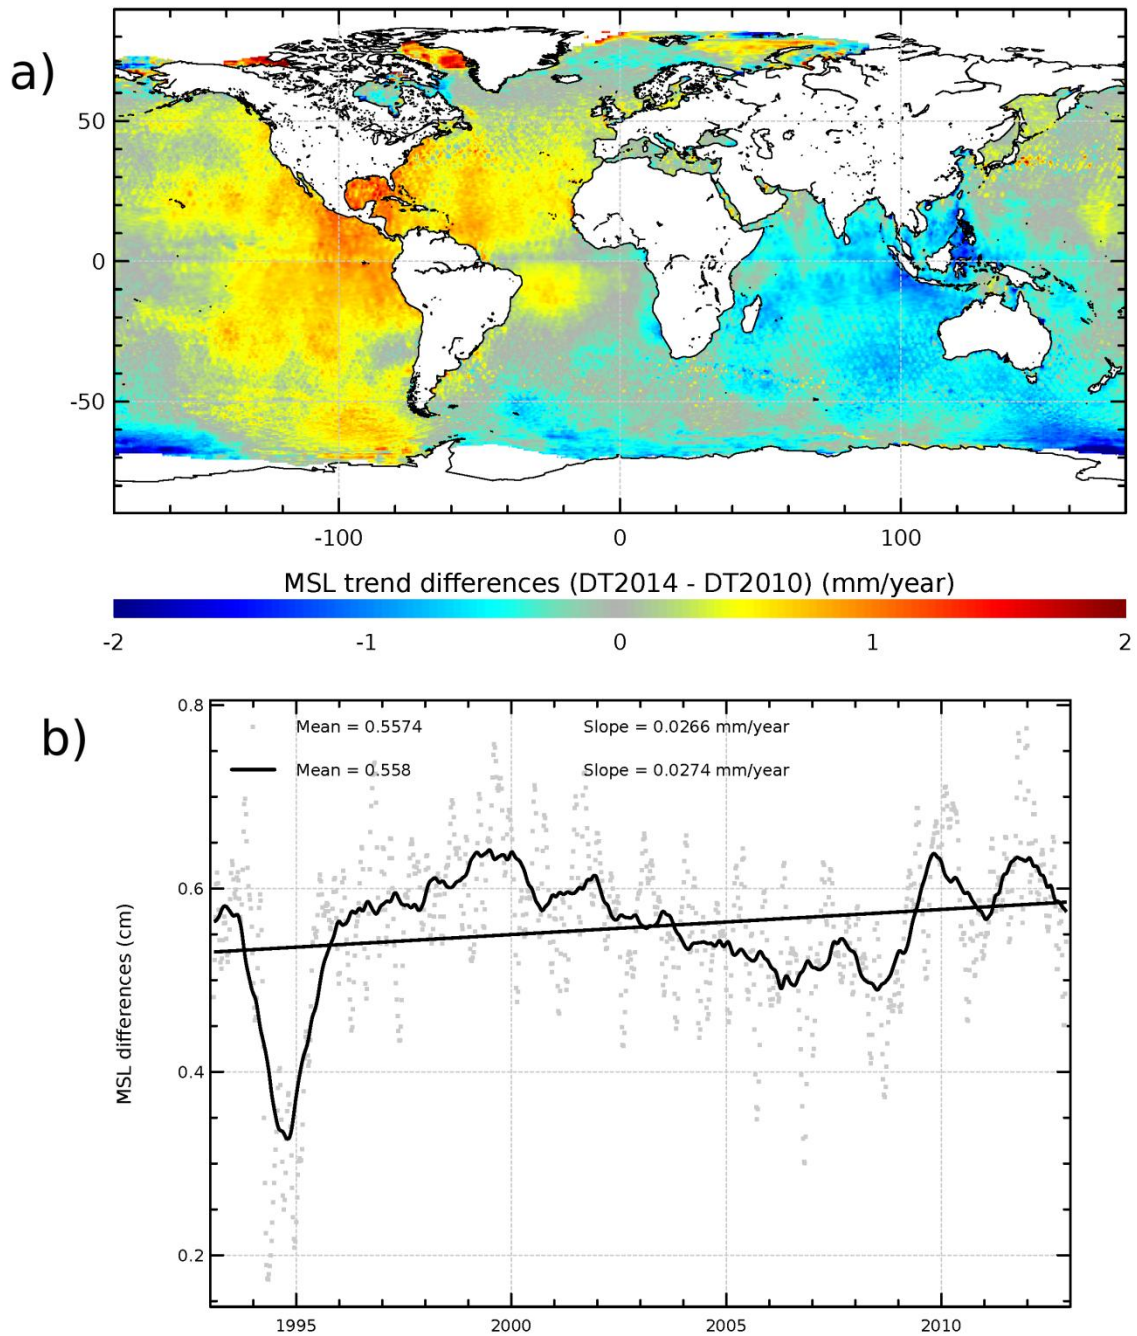 a)
50
0
-50
-100 0 100
MSL trend differences (DT2014 - DT2010) (mm/year)
-2 -1 0 1 2
b)
0.8
Mean = 0.5574 Slope = 0.0266 mm/year
Mean = 0.558 Slope = 0.0274 mm/year
0.6
MSL differences (cm)
0.4
0.2
1995 2000 2005 2010